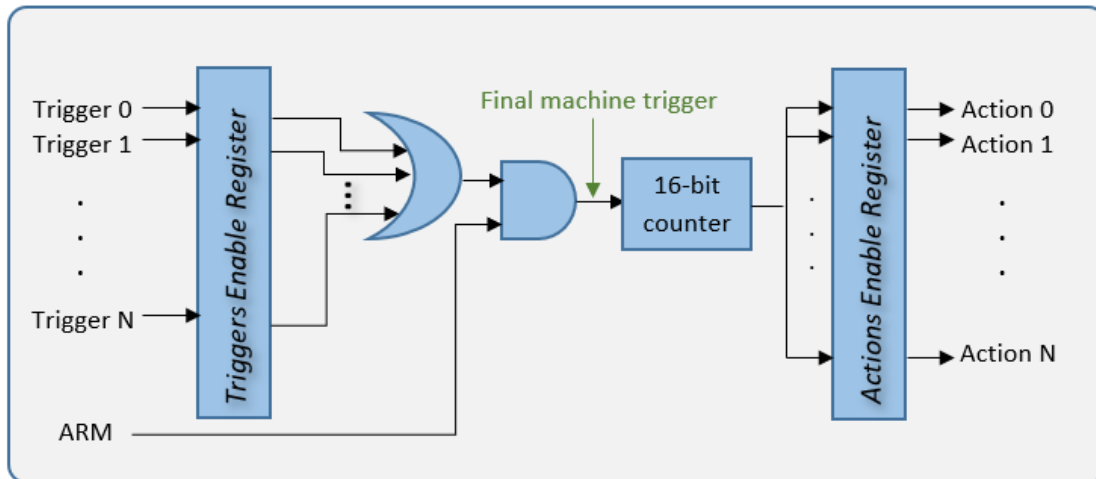 Trigger 0
Trigger 1
Trigger N
ARM
Triggers Enable Register
Final machine trigger
16-bit
counter
Actions Enable Register
Action 0
Action 1
Action N